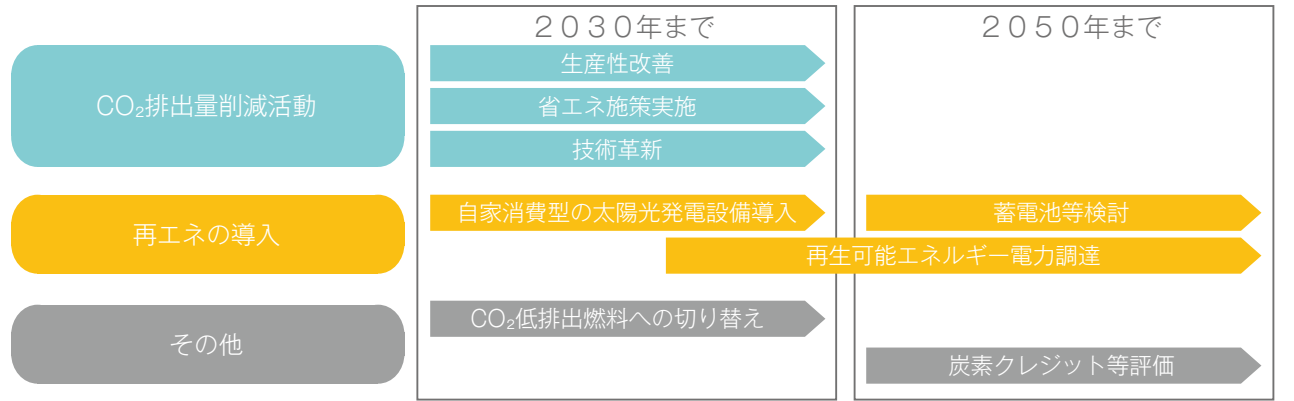 ２０３０年まで
２０５０年まで
CO₂排出量削減活動
生産性改善
省エネ施策実施
技術革新
再エネの導入
自家消費型の太陽光発電設備導入
蓄電池等検討
再生可能エネルギー電力調達
その他
CO₂低排出燃料への切り替え
炭素クレジット等評価